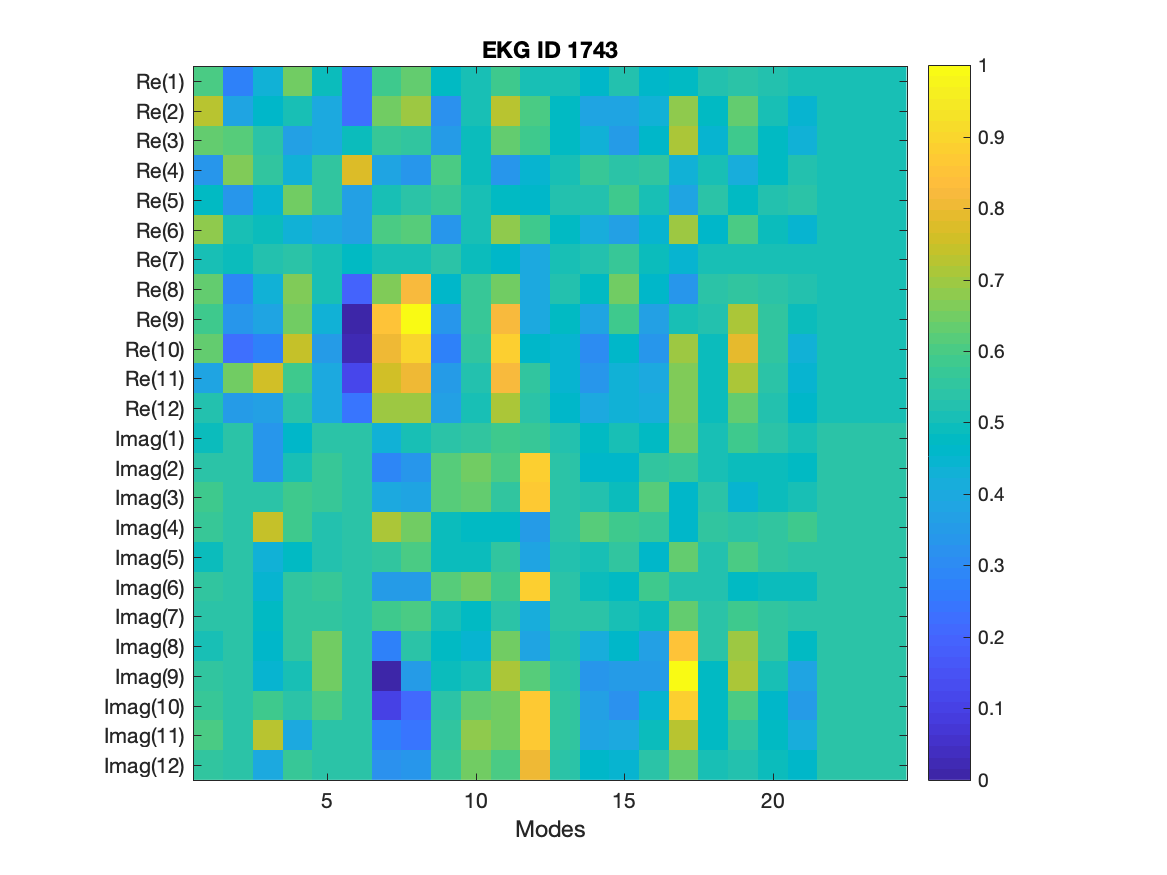 EKG ID 1743
Re(1)
Re(2)
Re(3)
Re(4)
Re(5)
Re(6)
Re(7)
Re(8)
Re(9)
Re(10)
Re(11)
Re(12)
Imag(1)
Imag(2)
Imag(3)
Imag(4)
Imag(5)
Imag(6)
Imag(7)
Imag(8)
Imag(9)
Imag(10)
Imag(11)
Imag(12)
5 10 15 20
Modes
1
0.9
0.8
0.7
0.6
0.5
0.4
0.3
0.2
0.1
0